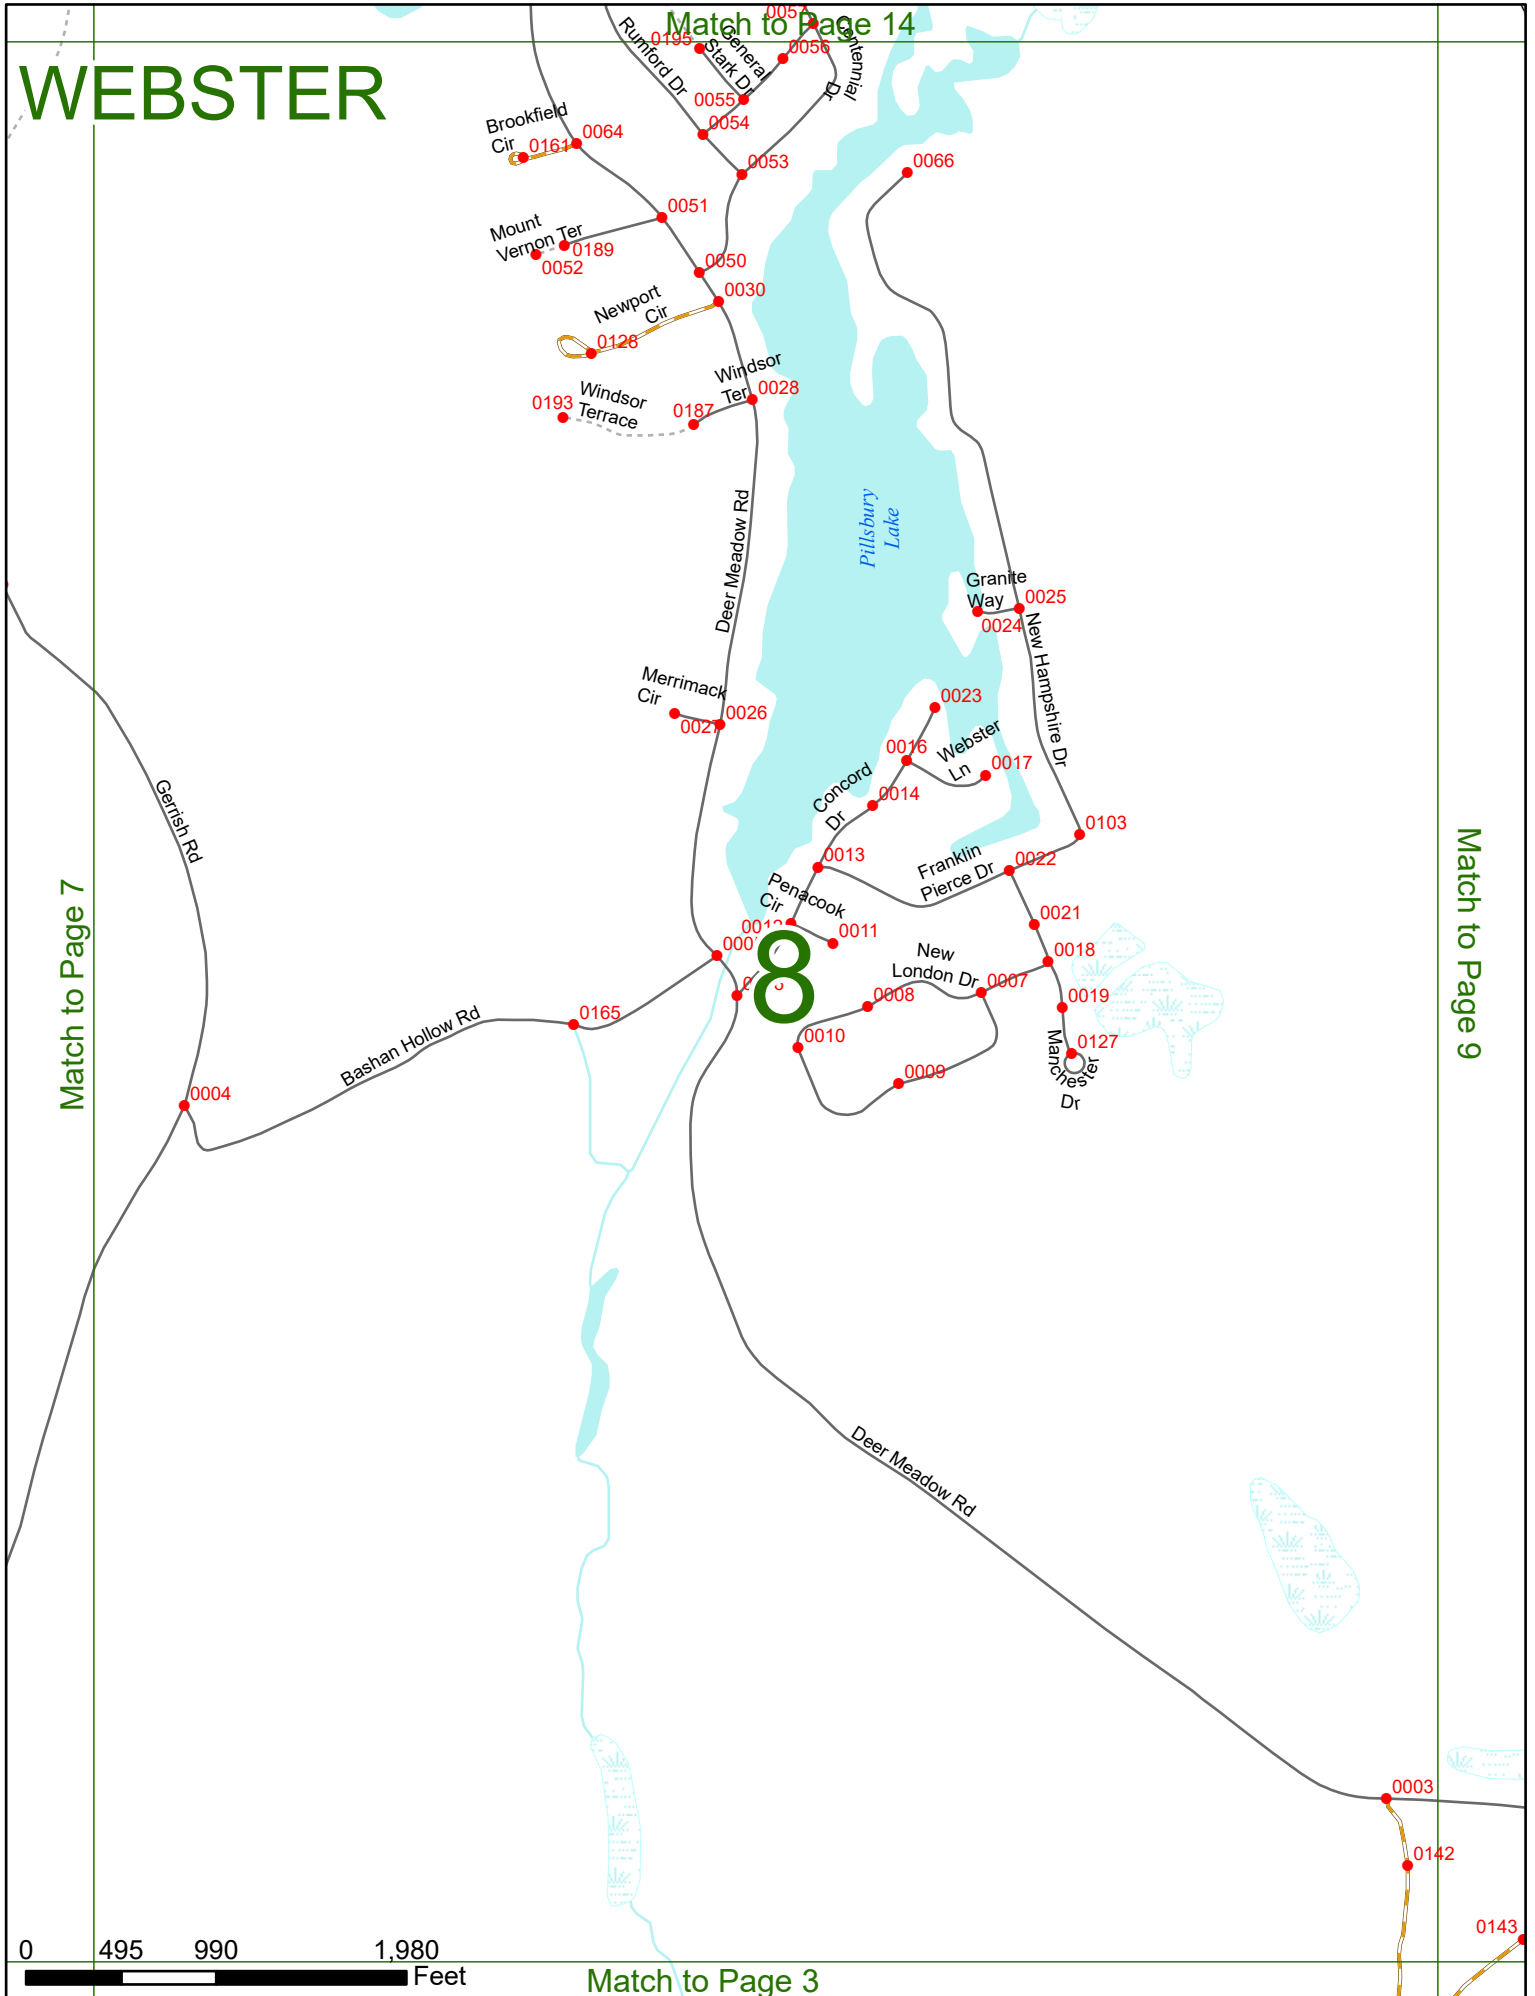 Match to Page 14
WEBSTER
0057
0195
General
Stark Dr
Rumford Dr
0056
Centennial
Dr
0055
0054
Brookfield
Cir
0161
0064
0053
0066
0051
Mount
Vernon Ter
0189
0052
0050
0030
Newport
Cir
0128
Windsor
Ter
0028
Windsor
Terrace
0193
0187
Deer Meadow Rd
Pillsbury
Lake
Granite
Way
0025
0024
New Hampshire Dr
Merrimack
Cir
0026
0027
0023
0016
Webster
Ln
0017
Concord
Dr
0014
Gerrish Rd
0103
0013
Franklin
Pierce Dr
0022
Penacook
Cir
0011
0021
8
New
London Dr
0018
0007
0008
0019
0165
0010
0127
Manchester
Dr
0009
Bashan Hollow Rd
0004
Match to Page 7
Match to Page 9
Deer Meadow Rd
0003
0142
0143
0 495 990 1,980
Feet
Match to Page 3